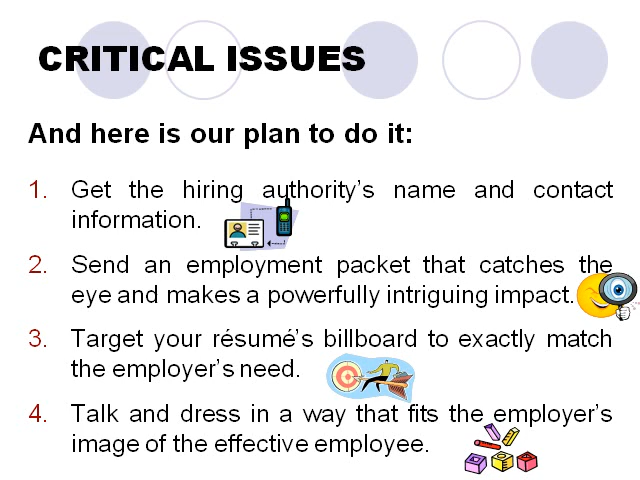 CRITICAL ISSUES
And here is our plan to do it:
1. Get the hiring authority's name and contact
information.
2. Send an employment packet that catches the
eye and makes a powerfully intriguing impact.
3. Target your résumé's billboard to exactly match
the employer's need.
4. Talk and dress in a way that fits the employer's
image of the effective employee.